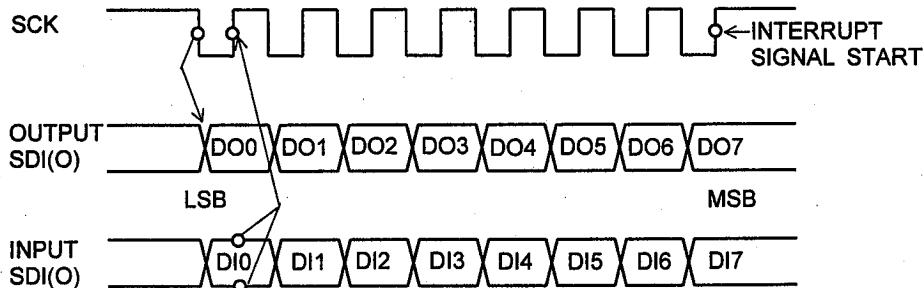 SCK
INTERRUPT
SIGNAL START
OUTPUT
SDI(O)
DO0 DO1 DO2 DO3 DO4 DO5 DO6 DO7
LSB MSB
INPUT
SDI(O)
DI0 DI1 DI2 DI3 DI4 DI5 DI6 DI7